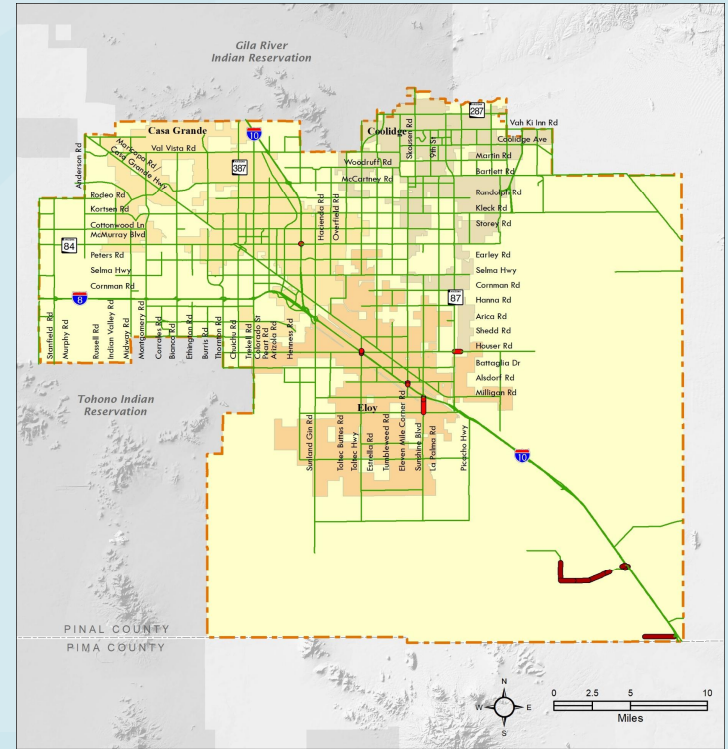 Gila River
Indian Reservation
287
Casa Grande
10
Coolidge
Vah Ki Inn Rd
Coolidge Ave
Anderson Rd
Maricopa Rd /
Casa Grande Hwy
Val Vista Rd
387
Skousen Rd
9th St
Woodruff Rd
Martin Rd
McCartney Rd
Bartlett Rd
Rodeo Rd
Randolph Rd
Kortsen Rd
Kleck Rd
Hacienda Rd
Overfield Rd
Cottonwood Ln
Storey Rd
McMurray Blvd
84
Peters Rd
Earley Rd
Selma Hwy
Selma Hwy
Cornman Rd
Cornman Rd
8
87
Hanna Rd
Arica Rd
Shedd Rd
Houser Rd
Battaglia Dr
Alsdorf Rd
Milligan Rd
Stanfield Rd
Murphy Rd
Russell Rd
Indian Valley Rd
Midway Rd
Montgomery Rd
Corrales Rd
Bianco Rd
Ethington Rd
Burris Rd
Thornton Rd
Chuichu Rd
Trekell Rd
Colorado St
Peart Rd
Arizola Rd
Henness Rd
Tohono Indian
Reservation
Eloy
Sunland Gin Rd
Toltec Buttes Rd
Toltec Hwy
Estrella Rd
Tumbleweed Rd
Eleven Mile Corner Rd
Sunshine Blvd
La Palma Rd
Picacho Hwy
10
PINAL COUNTY
PIMA COUNTY
N
W
E
S
0 2.5 5 10
Miles